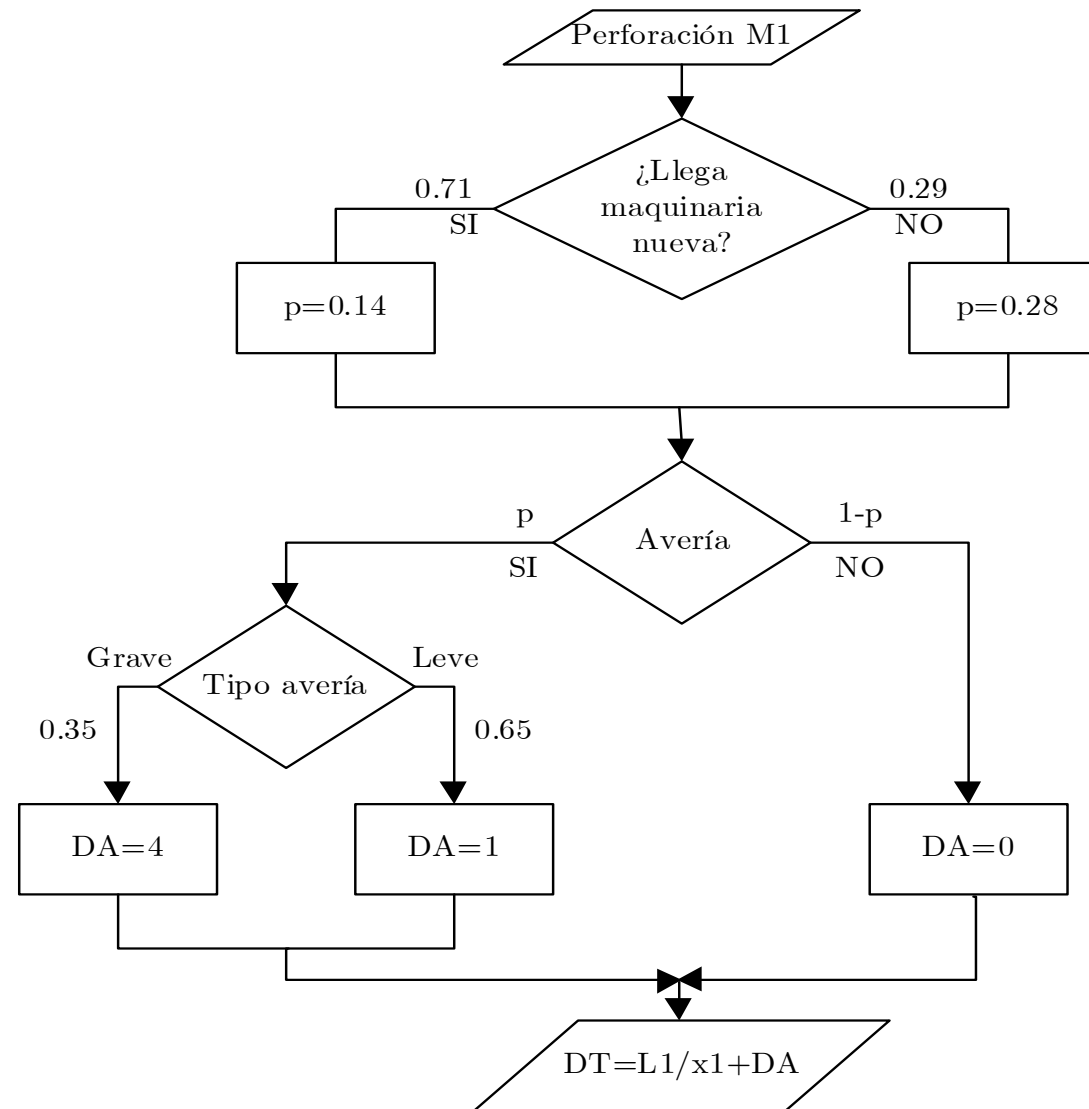 Perforación M1
¿Llega
maquinaria
nueva?
0.71
SI
0.29
NO
p=0.14
p=0.28
Avería
p
SI
1-p
NO
Tipo avería
Grave
0.35
Leve
0.65
DA=4
DA=1
DA=0
DT=L1/x1+DA